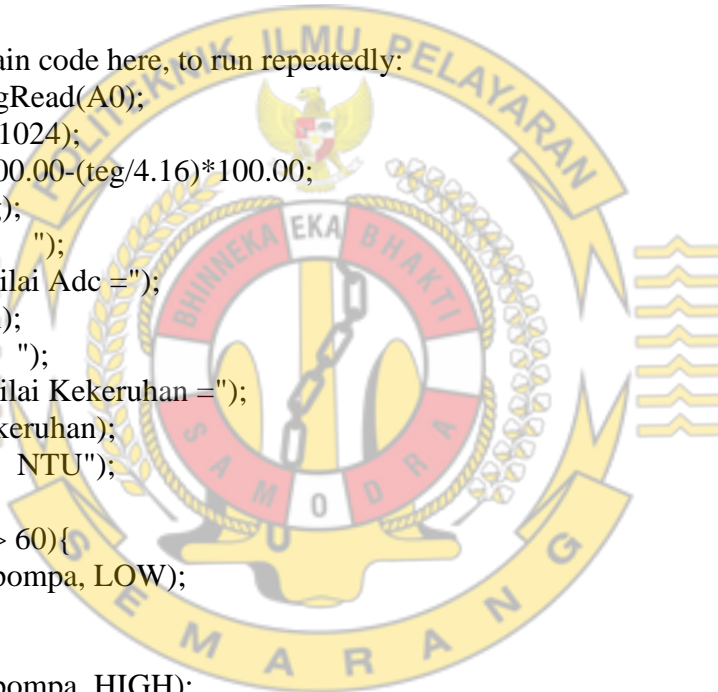 ain code here, to run repeatedly:
gRead(A0);
1024);
00.00-(teg/4.16)*100.00;
);
");
ilai Adc =");
);
");
ilai Kekeruhan =");
keruhan);
NTU");
> 60){
pompa, LOW);
pompa, HIGH);
POLITEKNIK ILMU PELAYARAN
BHINNEKA EKA BHAKTI
SAMODRA
SEMARANG